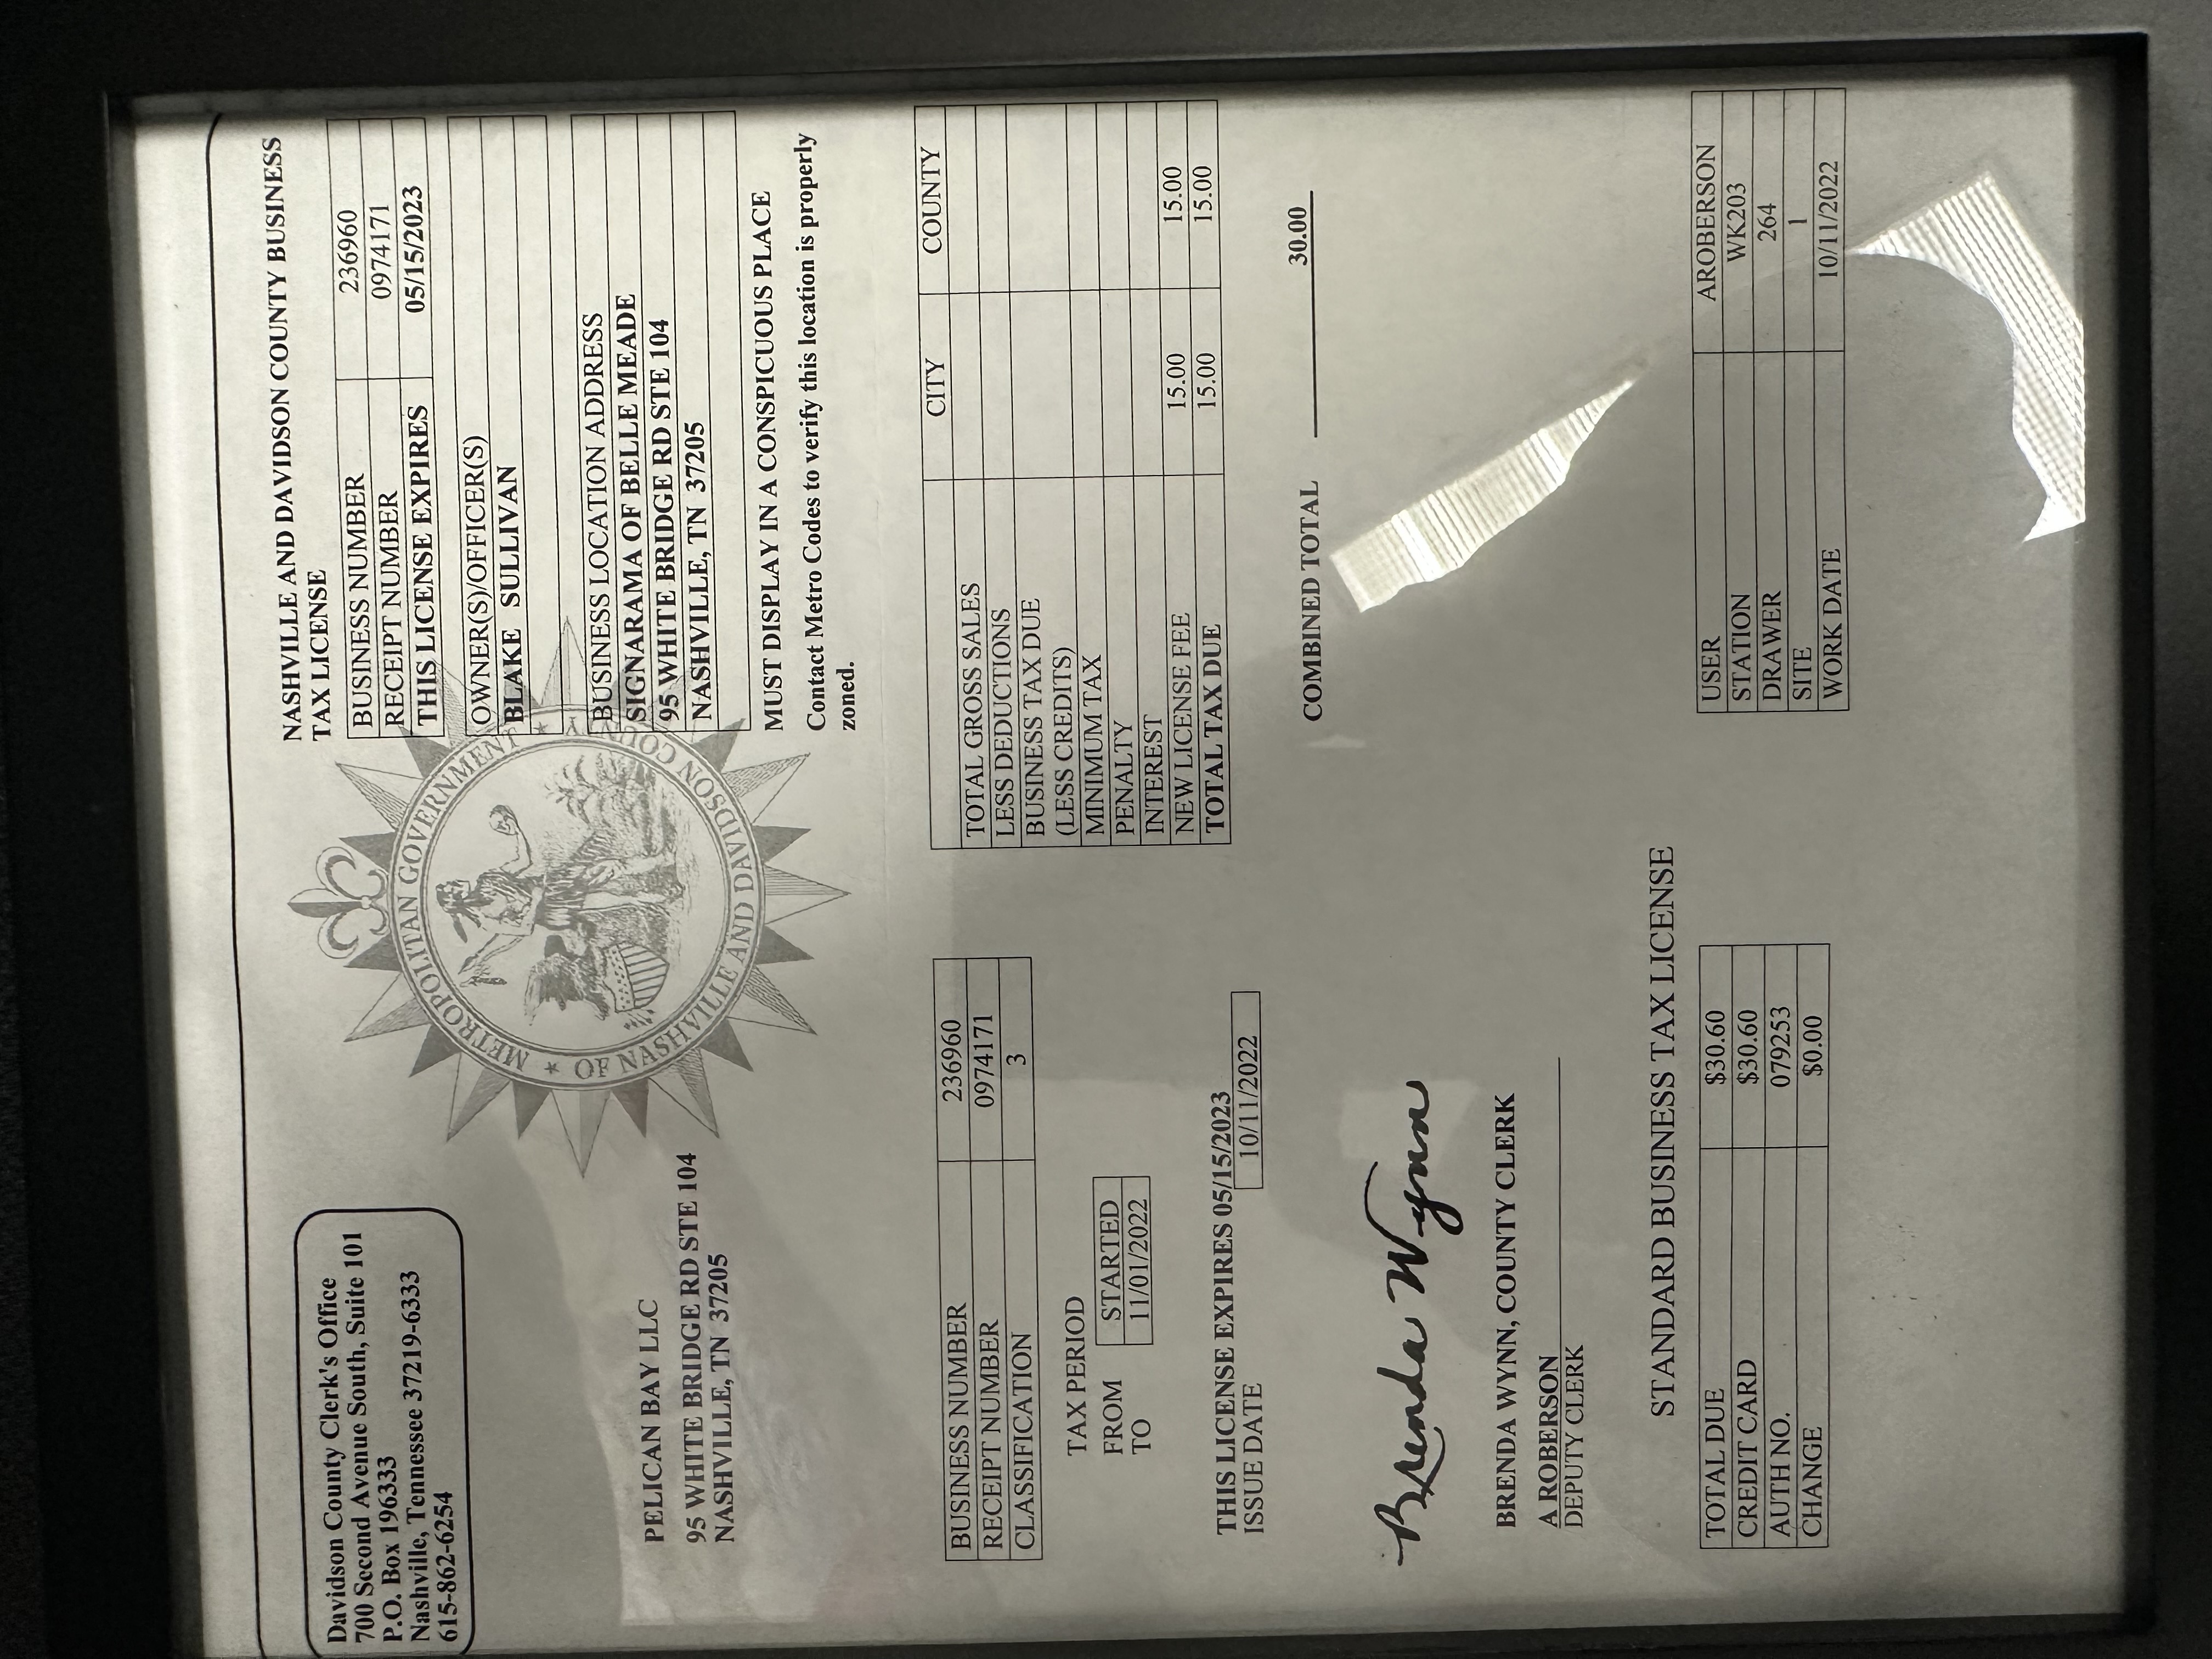 Davidson County Clerk's Office
700 Second Avenue South, Suite 101
P.O. Box 196333
Nashville, Tennessee 37219-6333
615-862-6254
METROPOLITAN GOVERNMENT
OF NASHVILLE AND DAVIDSON COUNTY
NASHVILLE AND DAVIDSON COUNTY BUSINESS
TAX LICENSE
BUSINESS NUMBER 236960
RECEIPT NUMBER 0974171
THIS LICENSE EXPIRES 05/15/2023
OWNER(S)/OFFICER(S)
BLAKE SULLIVAN
BUSINESS LOCATION ADDRESS
SIGNARAMA OF BELLE MEADE
95 WHITE BRIDGE RD STE 104
NASHVILLE, TN 37205
PELICAN BAY LLC
95 WHITE BRIDGE RD STE 104
NASHVILLE, TN 37205
MUST DISPLAY IN A CONSPICUOUS PLACE
Contact Metro Codes to verify this location is properly
zoned.
BUSINESS NUMBER 236960
RECEIPT NUMBER 0974171
CLASSIFICATION 3
TAX PERIOD
FROM STARTED
TO 11/01/2022
THIS LICENSE EXPIRES 05/15/2023
ISSUE DATE 10/11/2022
CITY COUNTY
TOTAL GROSS SALES
LESS DEDUCTIONS
BUSINESS TAX DUE
(LESS CREDITS)
MINIMUM TAX
PENALTY
INTEREST
NEW LICENSE FEE 15.00 15.00
TOTAL TAX DUE 15.00 15.00
COMBINED TOTAL 30.00
Brenda Wynn
BRENDA WYNN, COUNTY CLERK
A ROBERSON
DEPUTY CLERK
STANDARD BUSINESS TAX LICENSE
TOTAL DUE $30.60
CREDIT CARD $30.60
AUTH NO. 079253
CHANGE $0.00
USER AROBERSON
STATION WK203
DRAWER 264
SITE 1
WORK DATE 10/11/2022